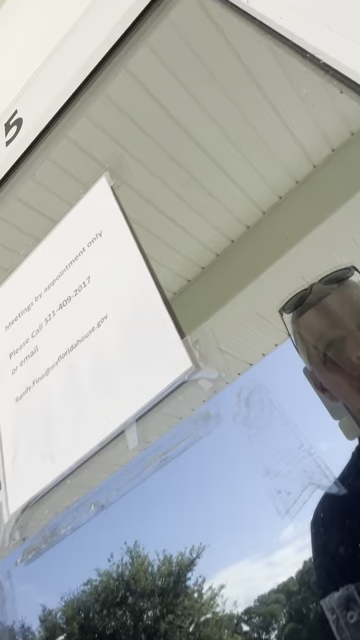 5
Meetings by appointment only
Please Call 321-409-2017
or email
Randy.Fine@myfloridahouse.gov